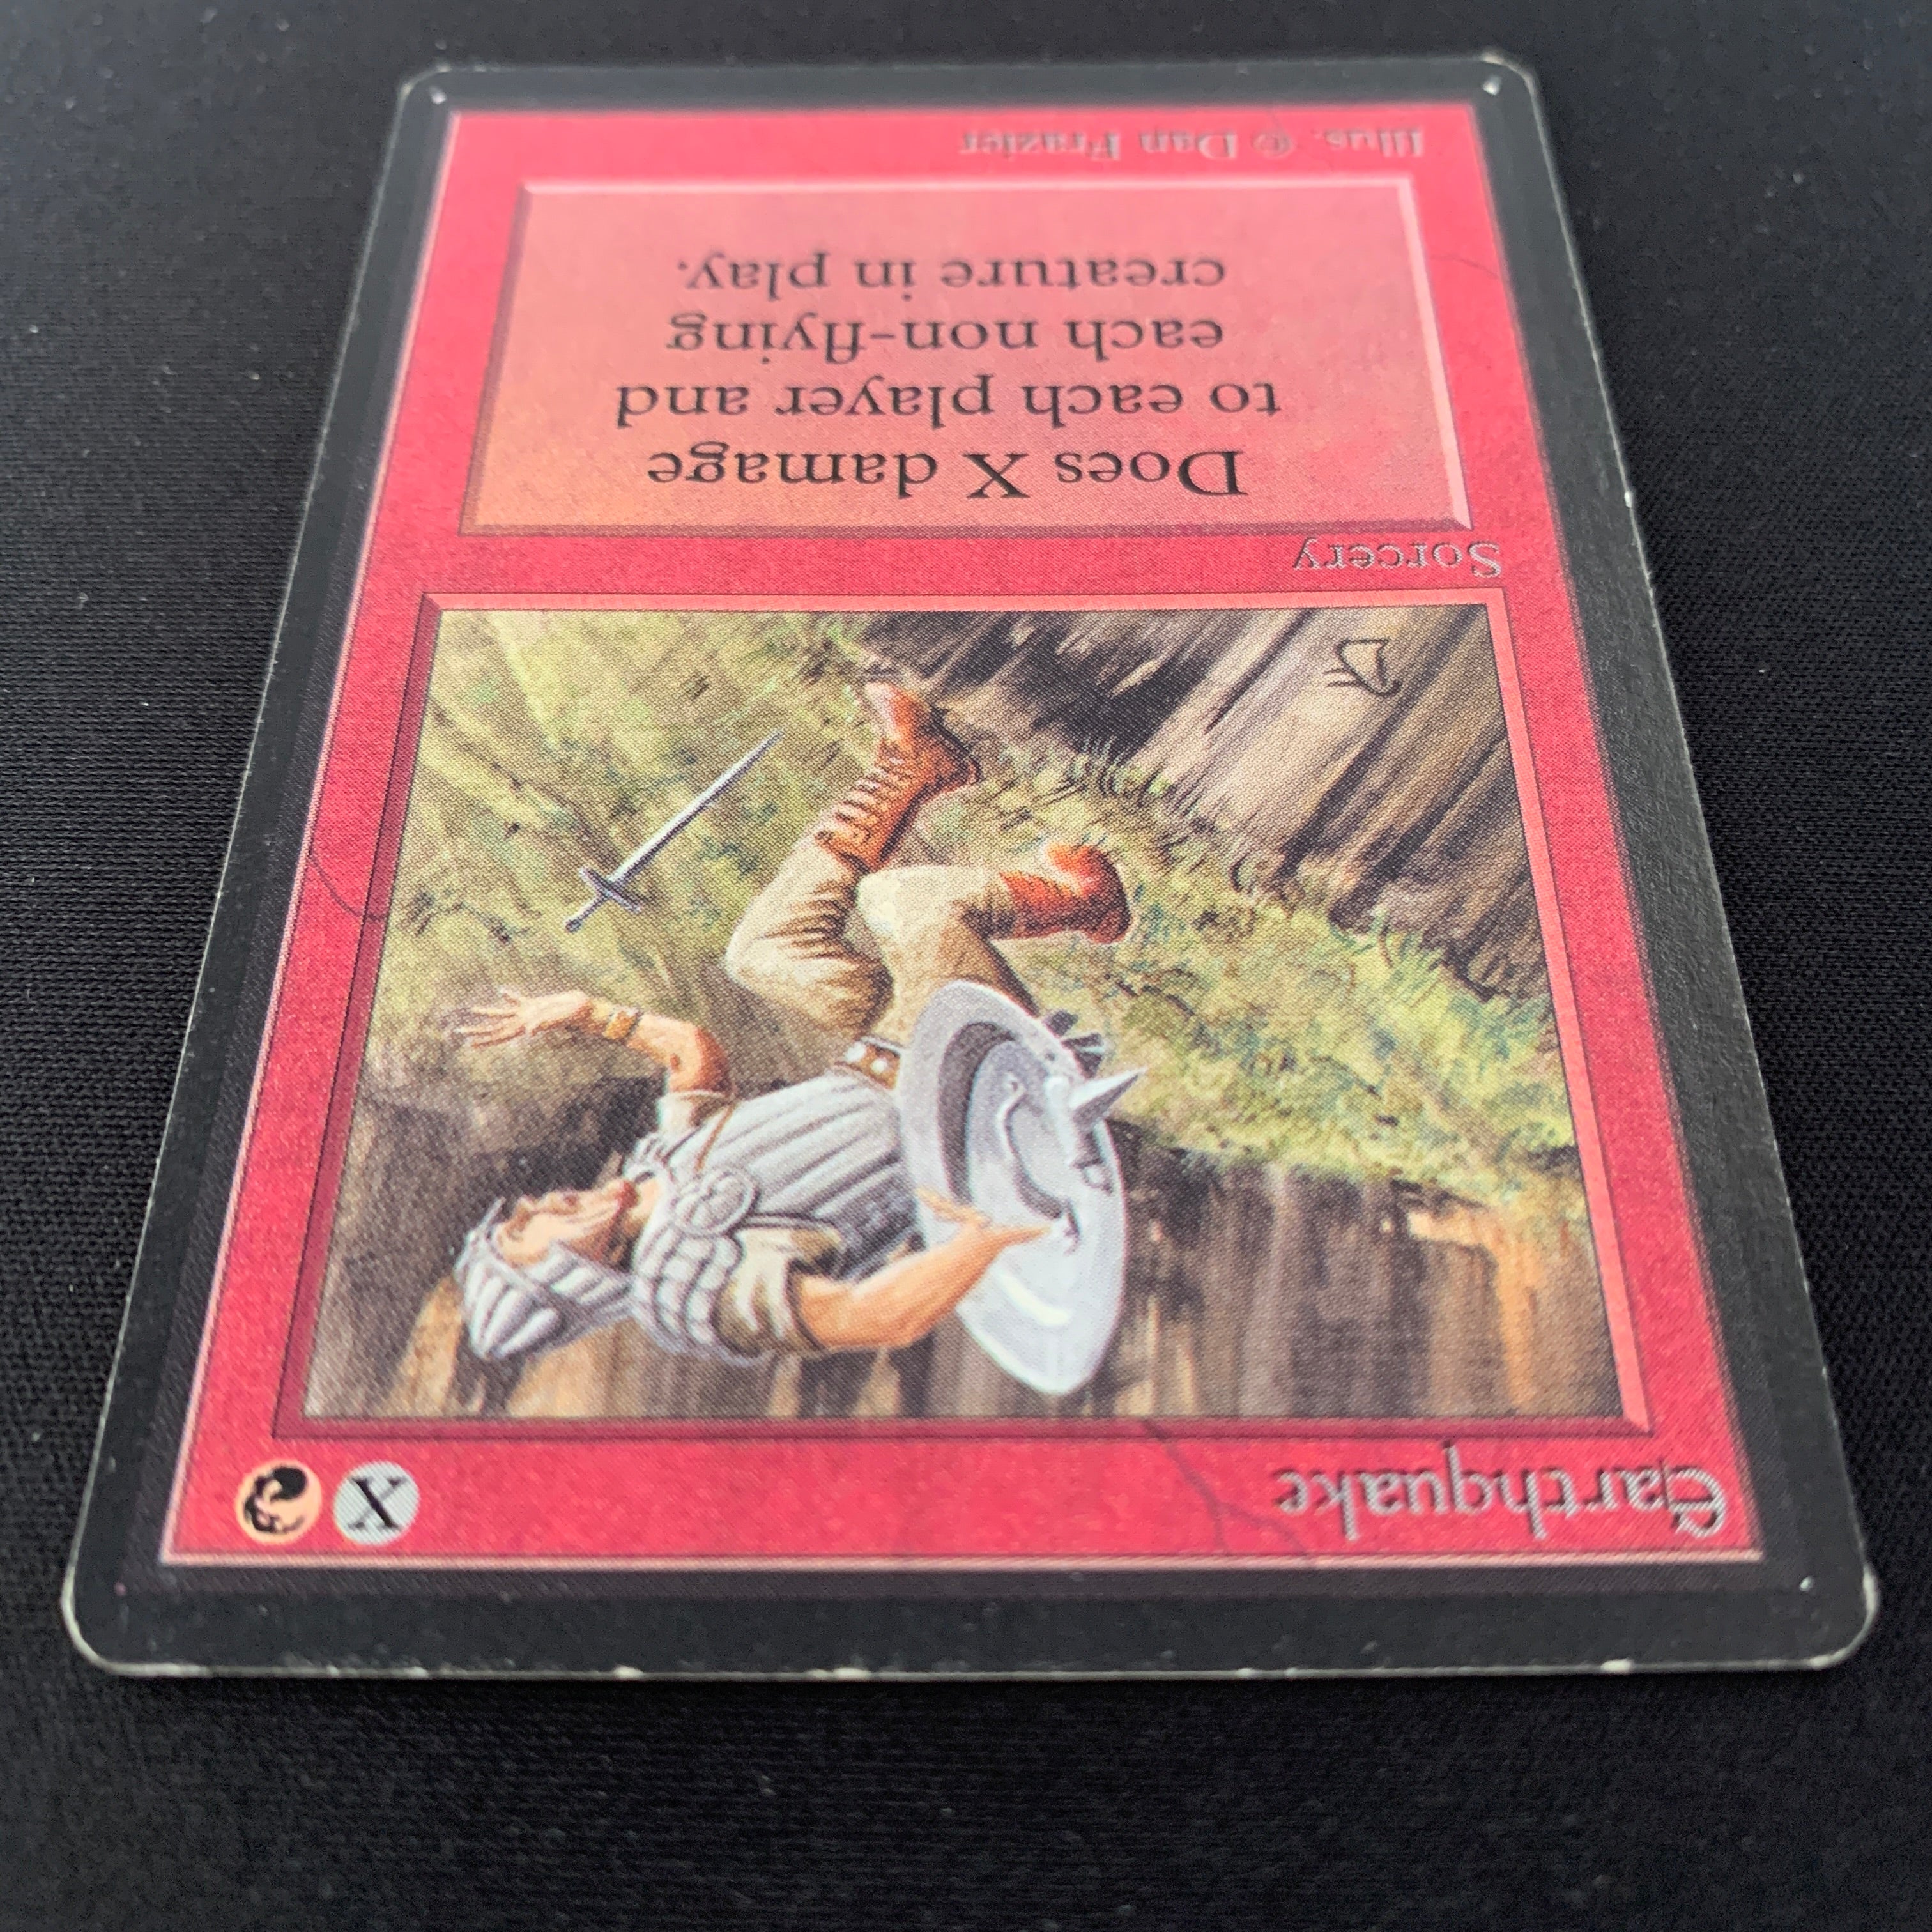 Earthquake X
Sorcery
Does X damage
to each player and
each non-flying
creature in play.
Illus. © Dan Frazier